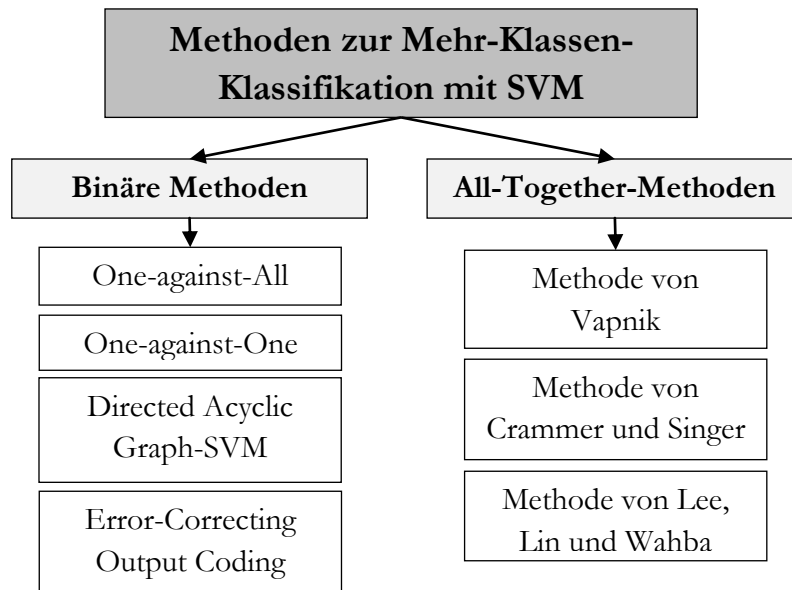 Methoden zur Mehr-Klassen-
Klassifikation mit SVM
Binäre Methoden
One-against-All
One-against-One
Directed Acyclic
Graph-SVM
Error-Correcting
Output Coding
All-Together-Methoden
Methode von
Vapnik
Methode von
Crammer und Singer
Methode von Lee,
Lin und Wahba